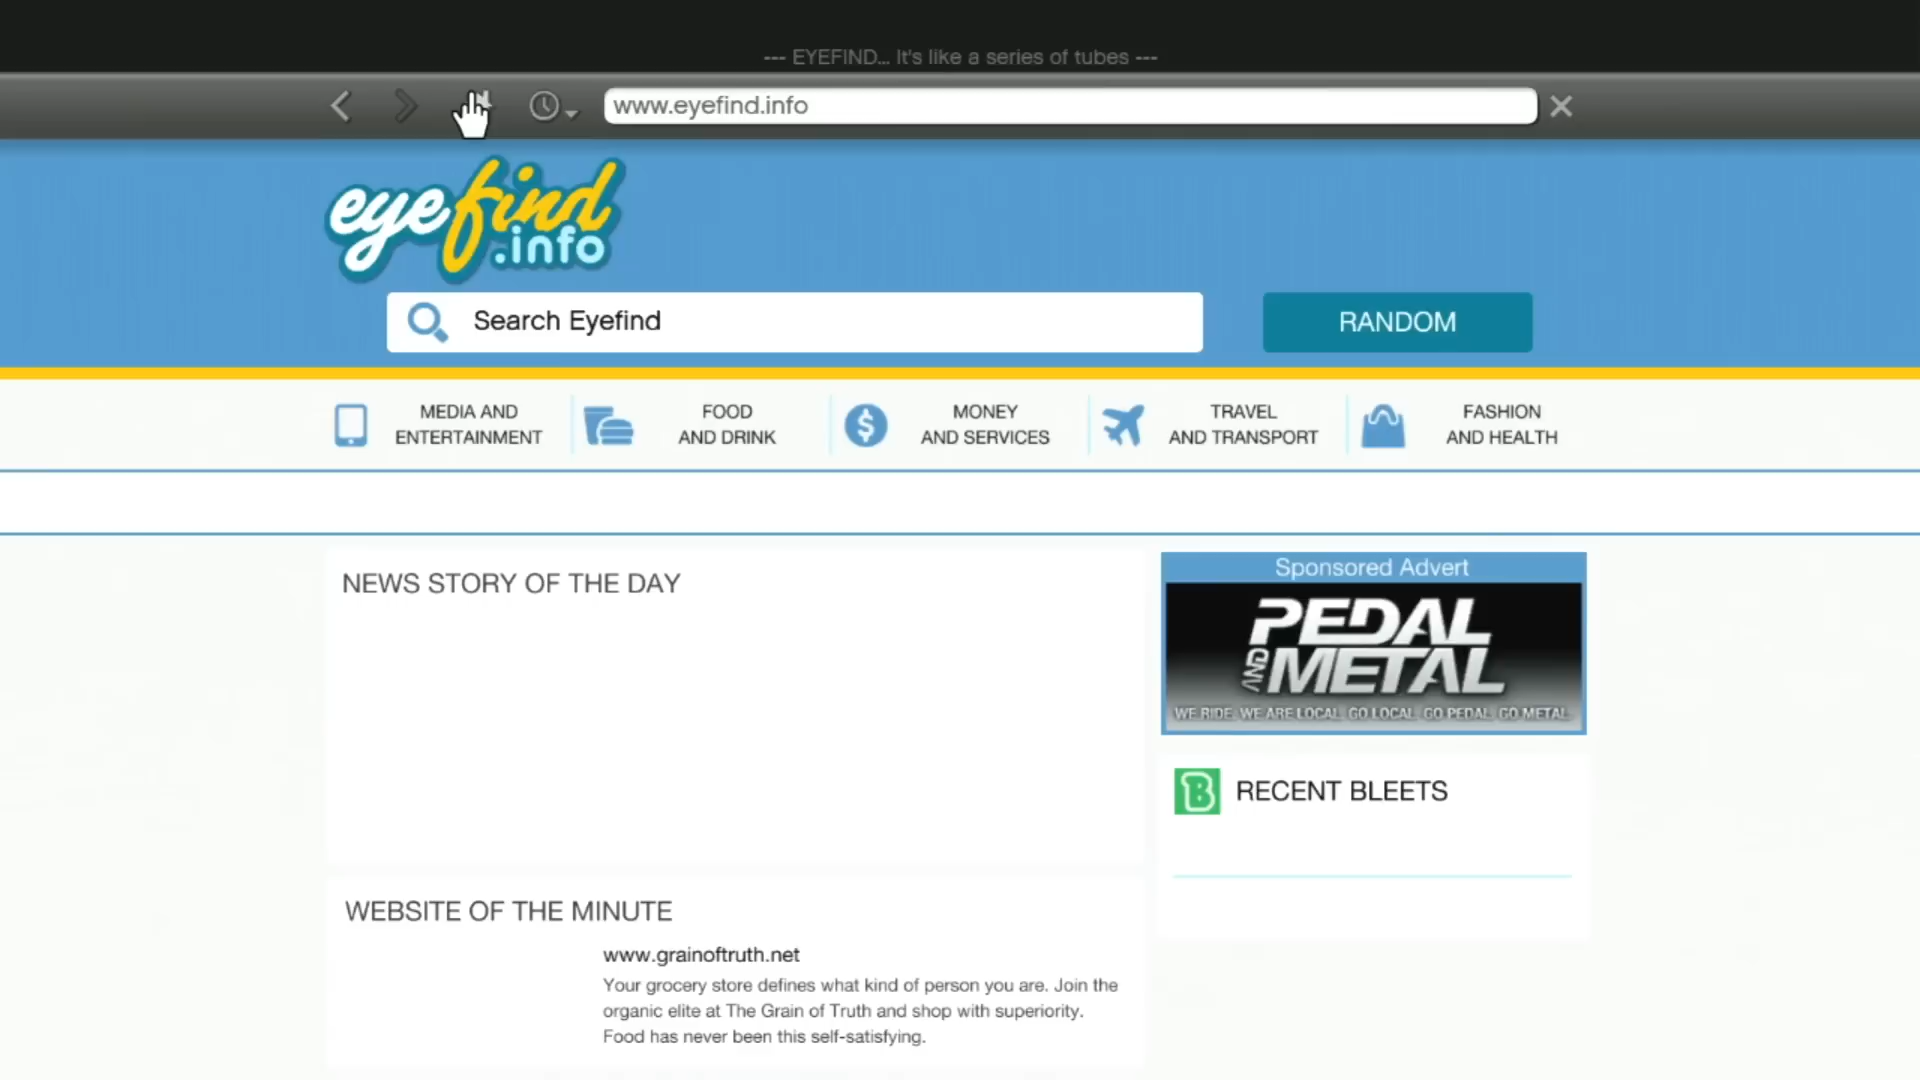 --- EYEFIND... It's like a series of tubes ---
www.eyefind.info
eyefind
.info
Search Eyefind
RANDOM
MEDIA AND
ENTERTAINMENT
FOOD
AND DRINK
MONEY
AND SERVICES
TRAVEL
AND TRANSPORT
FASHION
AND HEALTH
NEWS STORY OF THE DAY
Sponsored Advert
PEDAL
AND METAL
WE RIDE. WE ARE LOCAL. GO LOCAL. GO PEDAL. GO METAL.
B RECENT BLEETS
WEBSITE OF THE MINUTE
www.grainoftruth.net
Your grocery store defines what kind of person you are. Join the
organic elite at The Grain of Truth and shop with superiority.
Food has never been this self-satisfying.